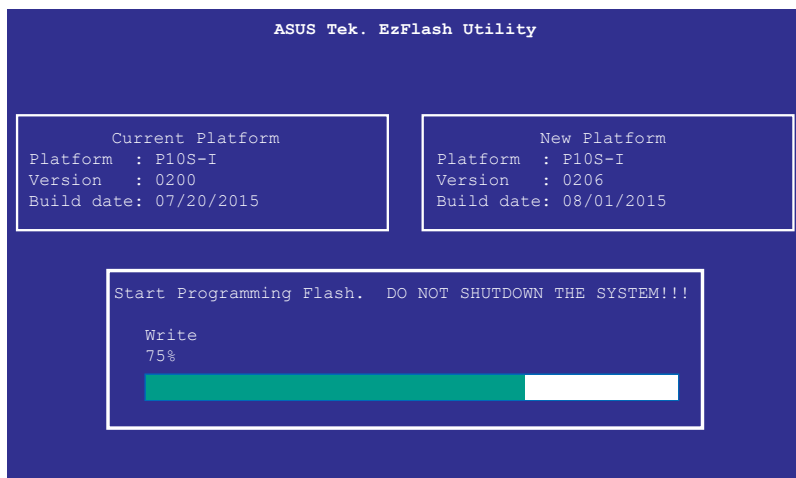 ASUS Tek. EzFlash Utility
Current Platform
Platform : P10S-I
Version : 0200
Build date: 07/20/2015
New Platform
Platform : P10S-I
Version : 0206
Build date: 08/01/2015
Start Programming Flash. DO NOT SHUTDOWN THE SYSTEM!!!
Write
75%